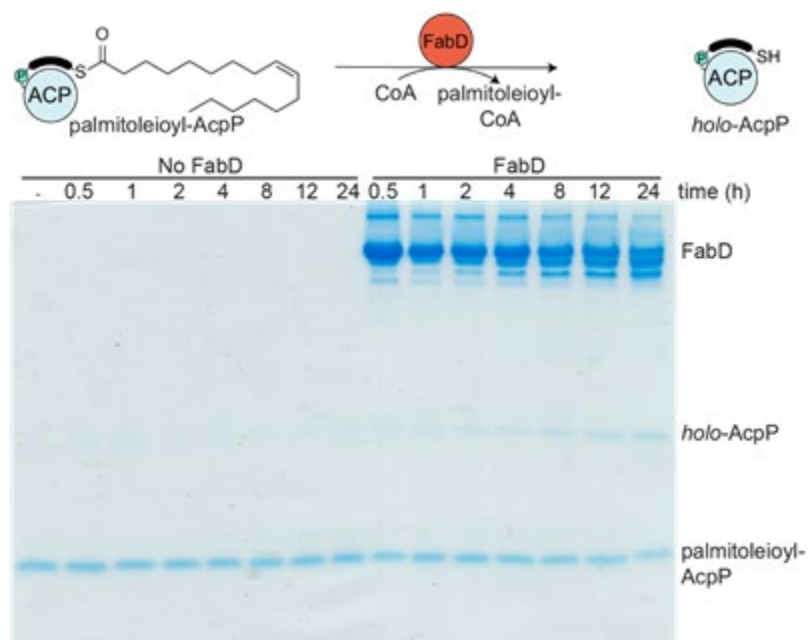 O
FabD
P
S
SH
ACP
ACP
CoA palmitoleioyl-
CoA
palmitoleioyl-AcpP
holo-AcpP
No FabD FabD
- 0.5 1 2 4 8 12 24 0.5 1 2 4 8 12 24 time (h)
FabD
holo-AcpP
palmitoleioyl-
AcpP